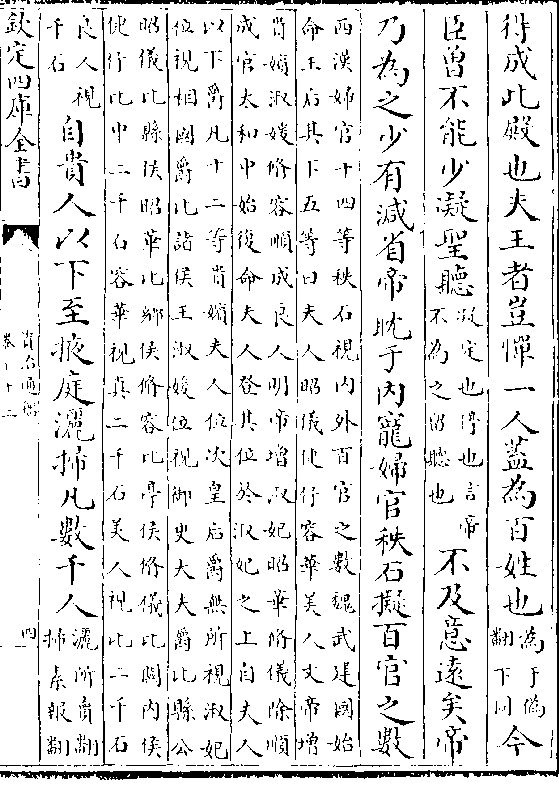 得成此殿也夫王者豈憚一人蓋為百姓也為于偽翻下同今
臣曽不能少凝聖聽凝定也停也言帝不為之留聽也不及意遠矣帝
乃為之少有減省帝耽于内寵婦官秩石擬百官之數
西漢婦官十四等秩石視内外百官之數魏武建國始
命王后其下五等曰夫人昭儀倢伃容華美人文帝増
貴嬪淑媛脩容順成良人明帝増淑妃昭華脩儀除順
成官太和中始復命夫人登其位於淑妃之上自夫人
以下爵凡十二等貴嬪夫人位次皇后爵無所視淑妃
位視相國爵比諸侯王淑媛位視御史大夫爵比縣公
昭儀比縣侯昭華比鄉侯脩容比亭侯脩儀比關内侯
倢伃比中二千石容華視真二千石美人視比二千石
良人視千石自貴人以下至掖庭灑掃凡數千人灑所賣翻掃素報翻
欽定四庫全書
資治通鑑
四